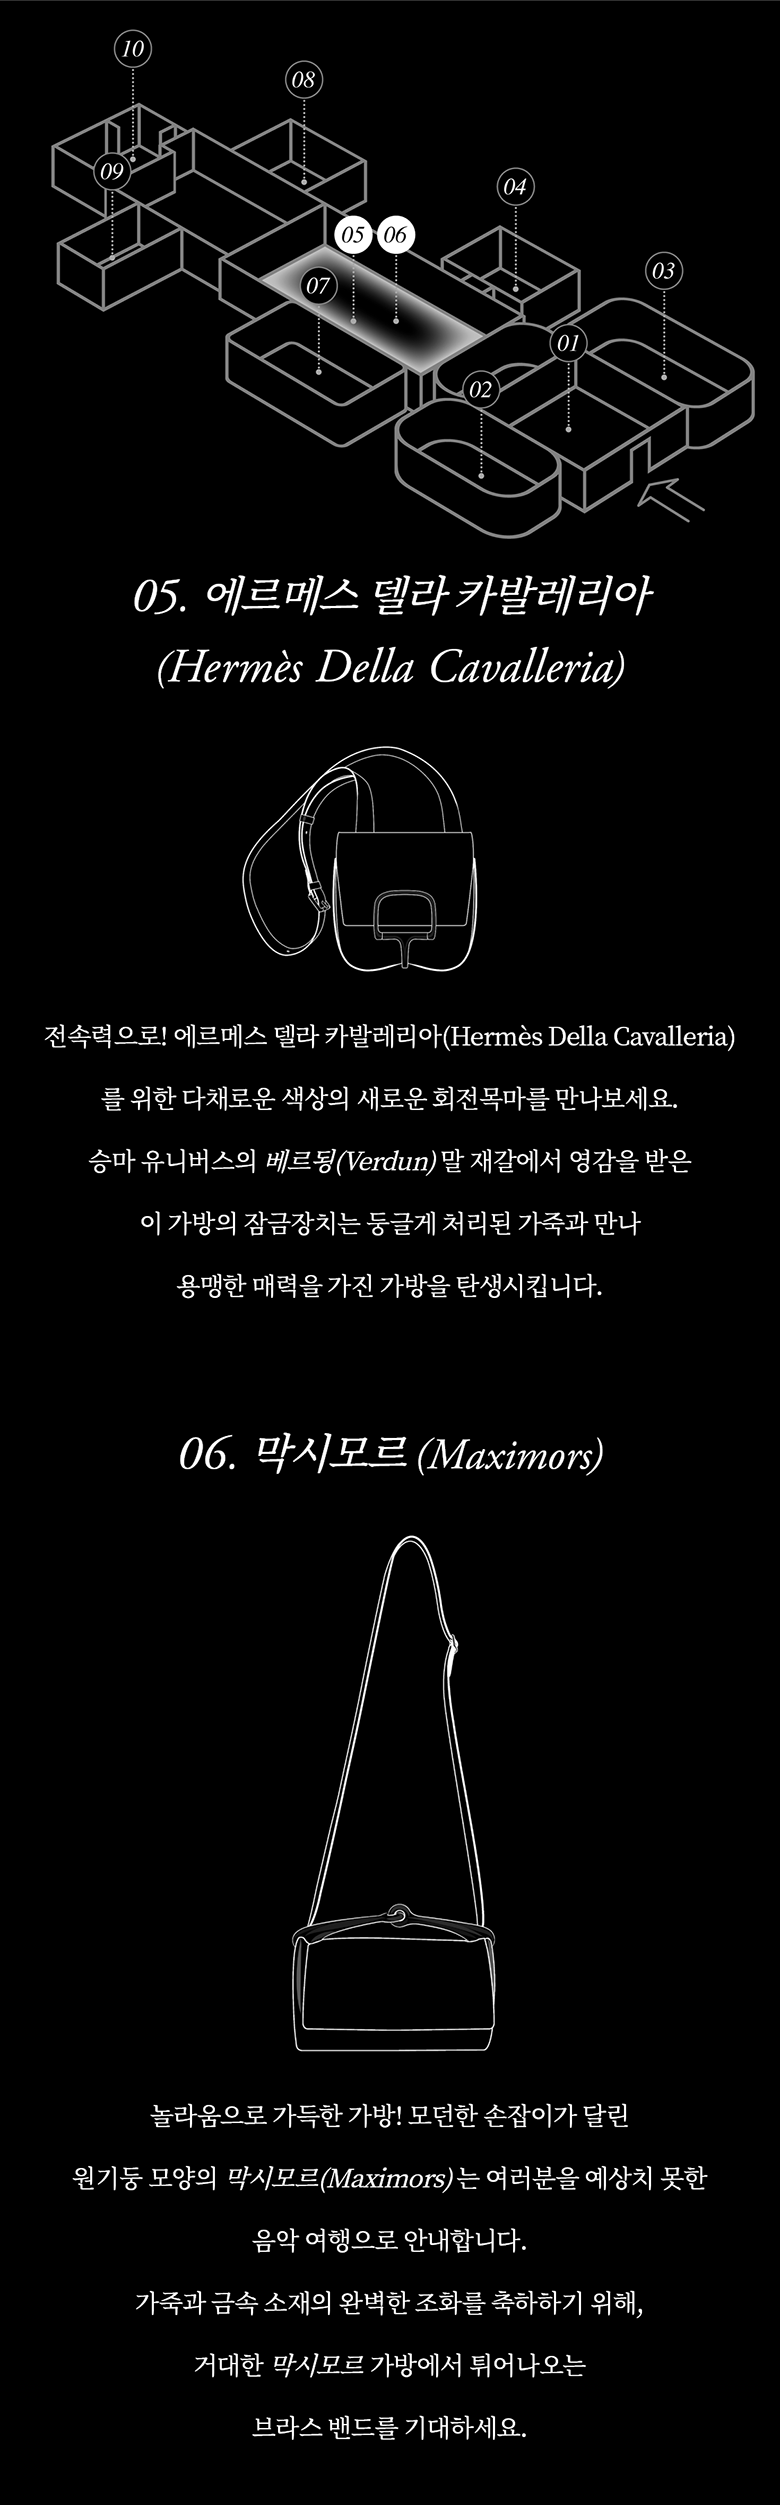 10
08
09
04
05
06
03
07
01
02
05. 에르메스 델라 카발레리아
(Hermès Della Cavalleria)
전속력으로! 에르메스 델라 카발레리아(Hermès Della Cavalleria)
를 위한 다채로운 색상의 새로운 회전목마를 만나보세요.
승마 유니버스의 베르됭(Verdun) 말 재갈에서 영감을 받은
이 가방의 잠금장치는 둥글게 처리된 가죽과 만나
용맹한 매력을 가진 가방을 탄생시킵니다.
06. 막시모르 (Maximors)
놀라움으로 가득한 가방! 모던한 손잡이가 달린
원기둥 모양의 막시모르(Maximors)는 여러분을 예상치 못한
음악 여행으로 안내합니다.
가죽과 금속 소재의 완벽한 조화를 축하하기 위해,
거대한 막시모르 가방에서 튀어나오는
브라스 밴드를 기대하세요.